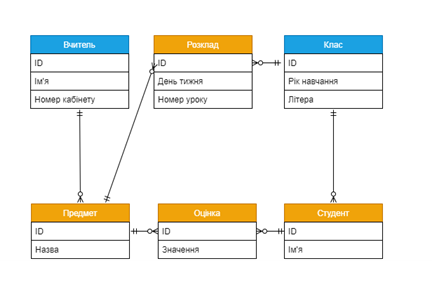 Вчитель
ID
Ім'я
Номер кабінету
Розклад
ID
День тижня
Номер уроку
Клас
ID
Рік навчання
Літера
Предмет
ID
Назва
Оцінка
ID
Значення
Студент
ID
Ім'я